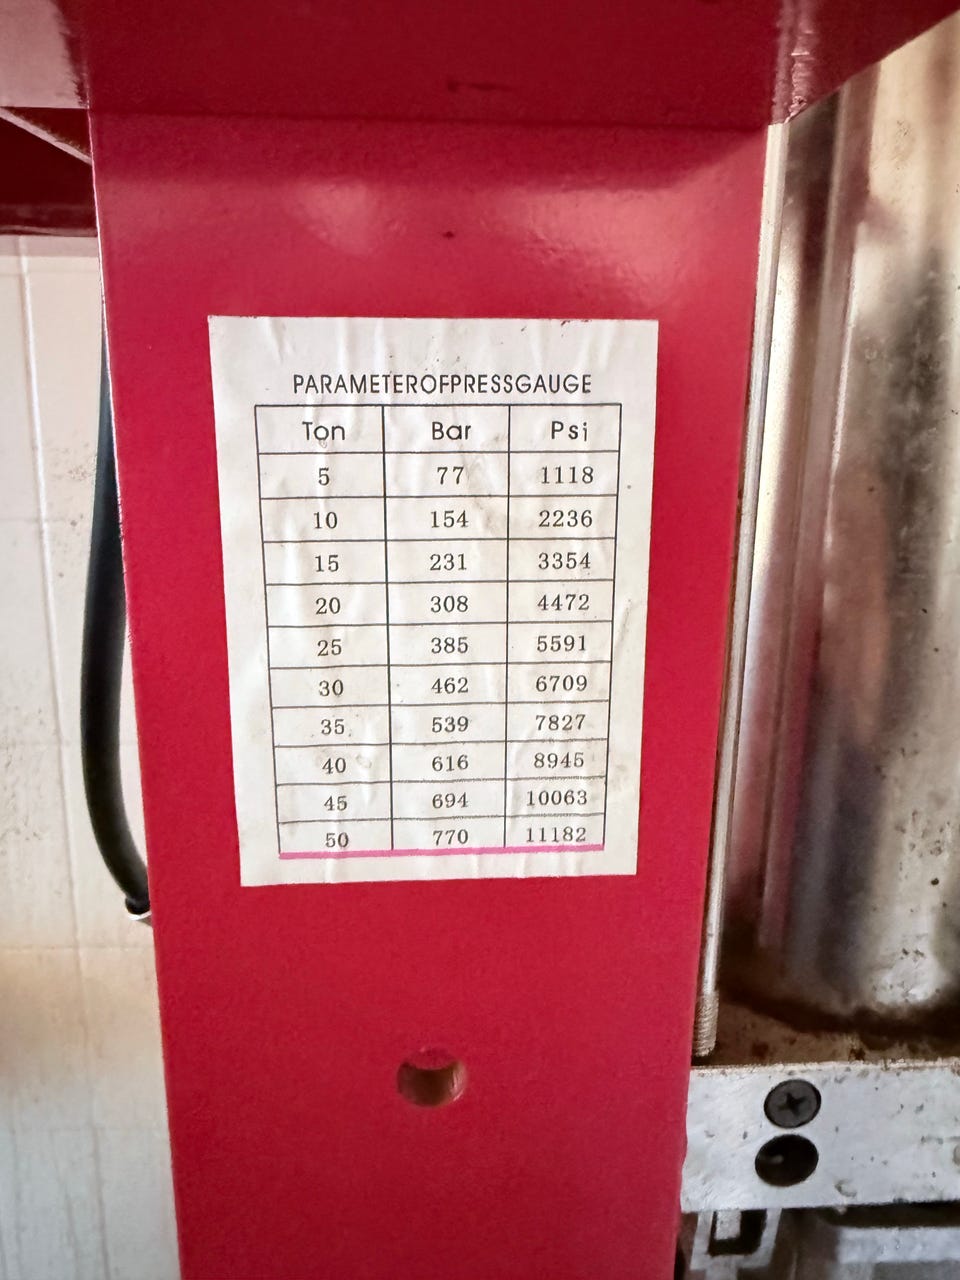 PARAMETEROFPRESSGAUGE
Ton Bar Psi
5 77 1118
10 154 2236
15 231 3354
20 308 4472
25 385 5591
30 462 6709
35 539 7827
40 616 8945
45 694 10063
50 770 11182